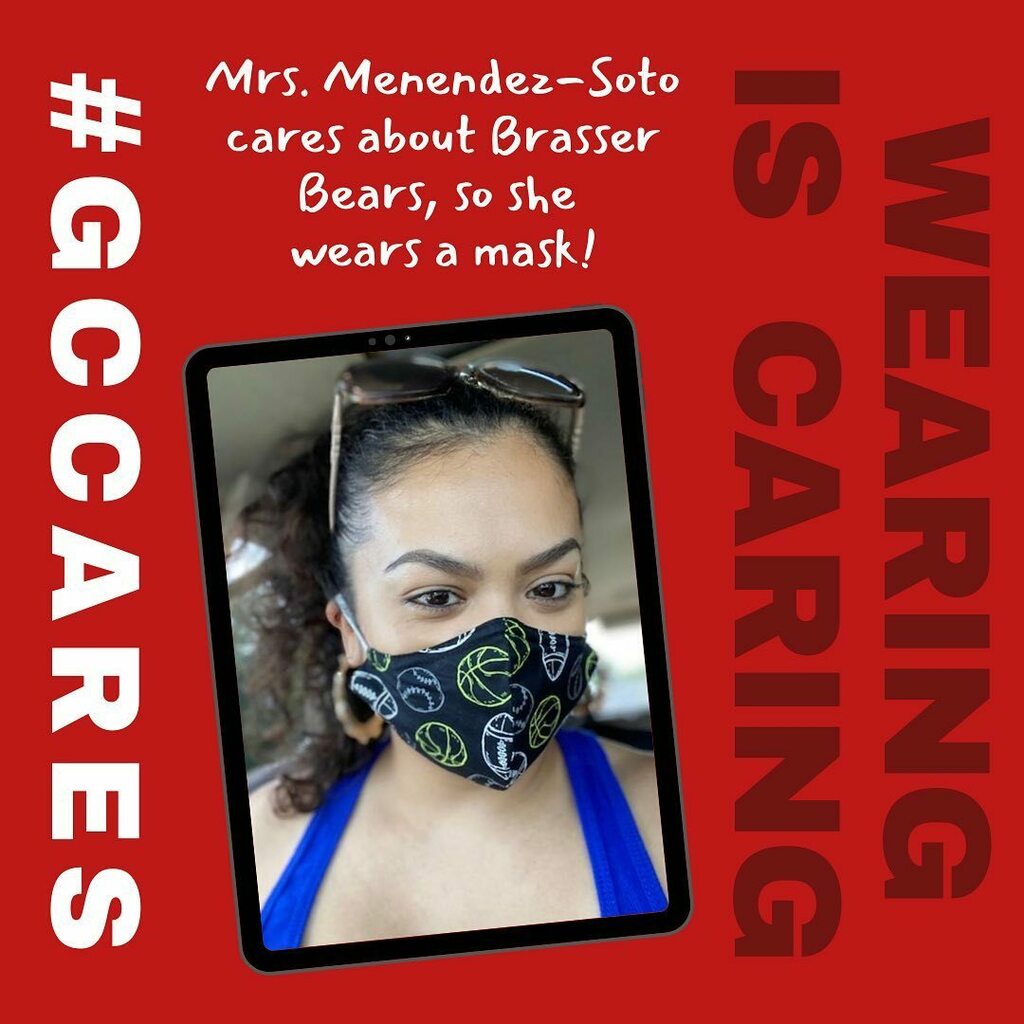 #GCCARES
Mrs. Menendez-Soto
cares about Brasser
Bears, so she
wears a mask!
WEARING
IS CARING